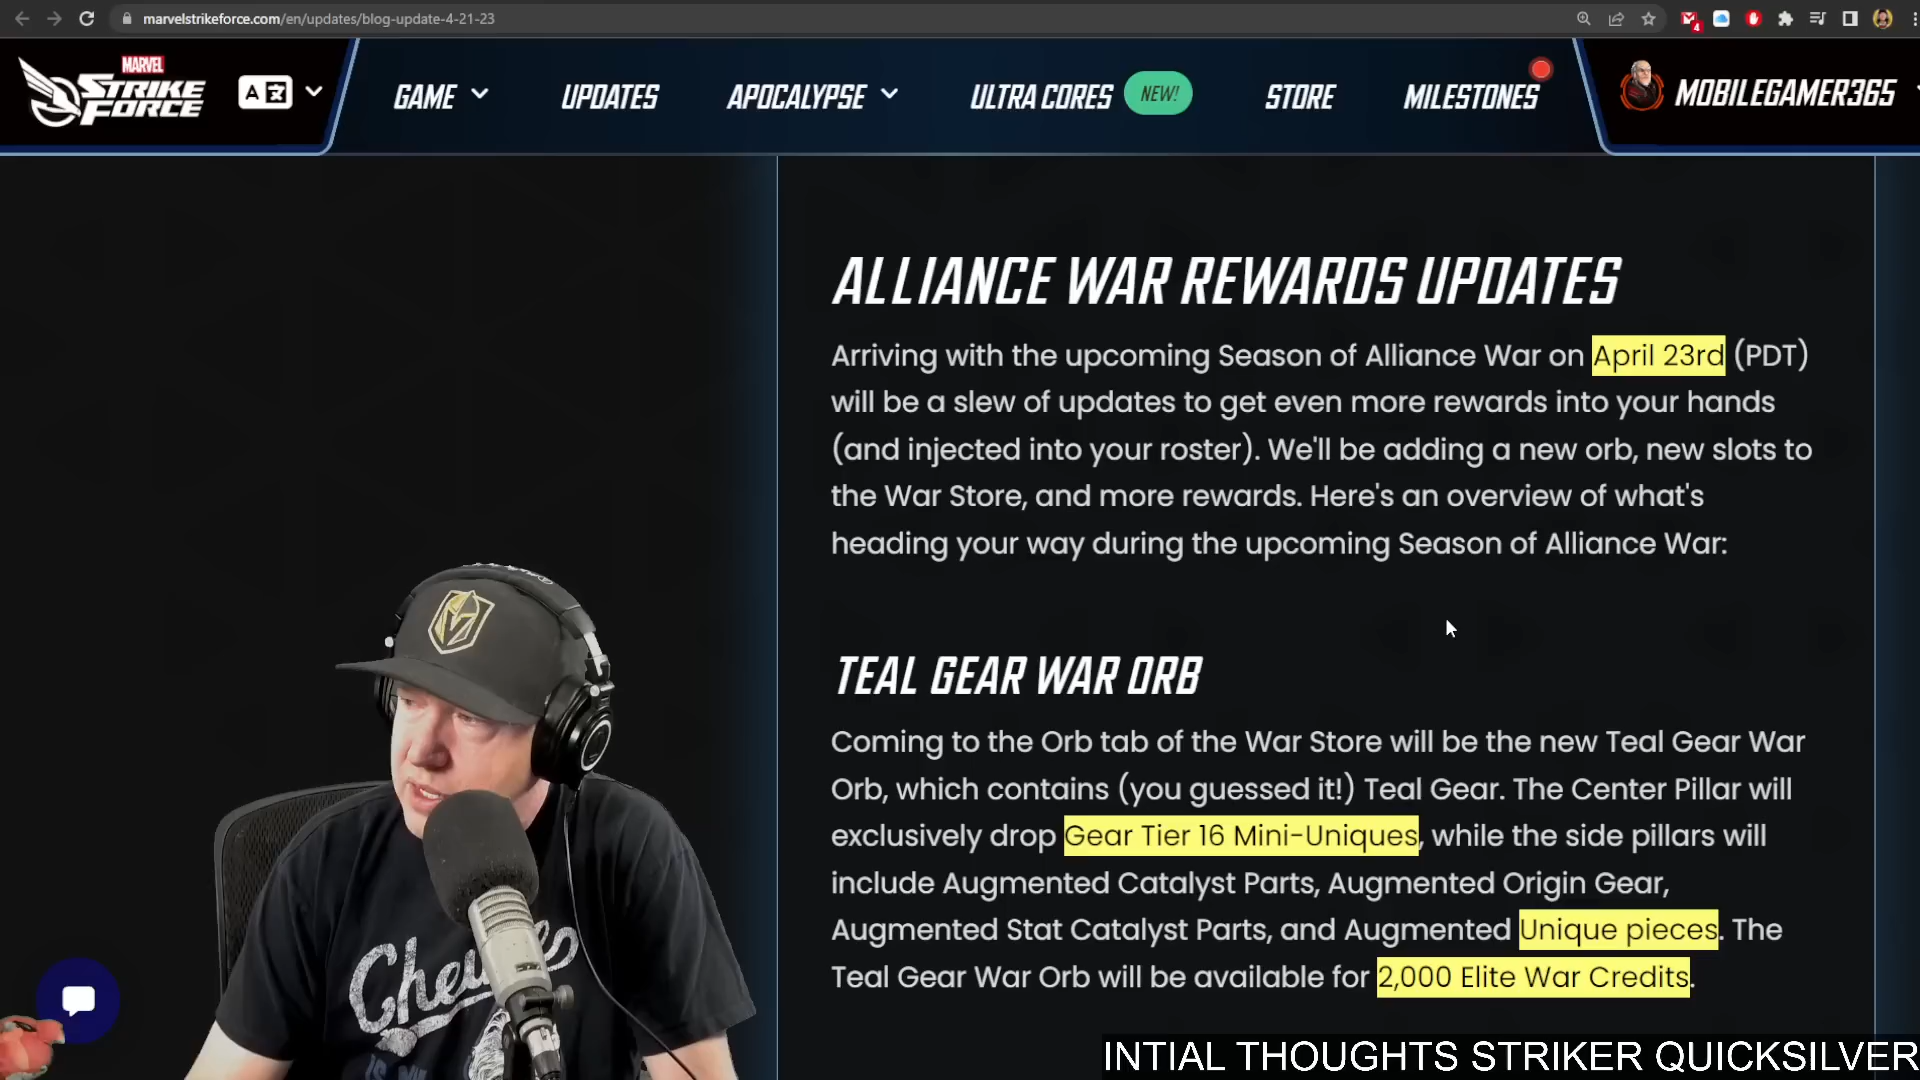 marvelstrikeforce.com/en/updates/blog-update-4-21-23
4
MARVEL
STRIKE
FORCE
GAME
UPDATES
APOCALYPSE
ULTRA CORES
NEW!
STORE
MILESTONES
MOBILEGAMER365
ALLIANCE WAR REWARDS UPDATES
Arriving with the upcoming Season of Alliance War on April 23rd (PDT)
will be a slew of updates to get even more rewards into your hands
(and injected into your roster). We'll be adding a new orb, new slots to
the War Store, and more rewards. Here's an overview of what's
heading your way during the upcoming Season of Alliance War:
TEAL GEAR WAR ORB
Coming to the Orb tab of the War Store will be the new Teal Gear War
Orb, which contains (you guessed it!) Teal Gear. The Center Pillar will
exclusively drop Gear Tier 16 Mini-Uniques, while the side pillars will
include Augmented Catalyst Parts, Augmented Origin Gear,
Augmented Stat Catalyst Parts, and Augmented Unique pieces. The
Teal Gear War Orb will be available for 2,000 Elite War Credits.
INTIAL THOUGHTS STRIKER QUICKSILVER